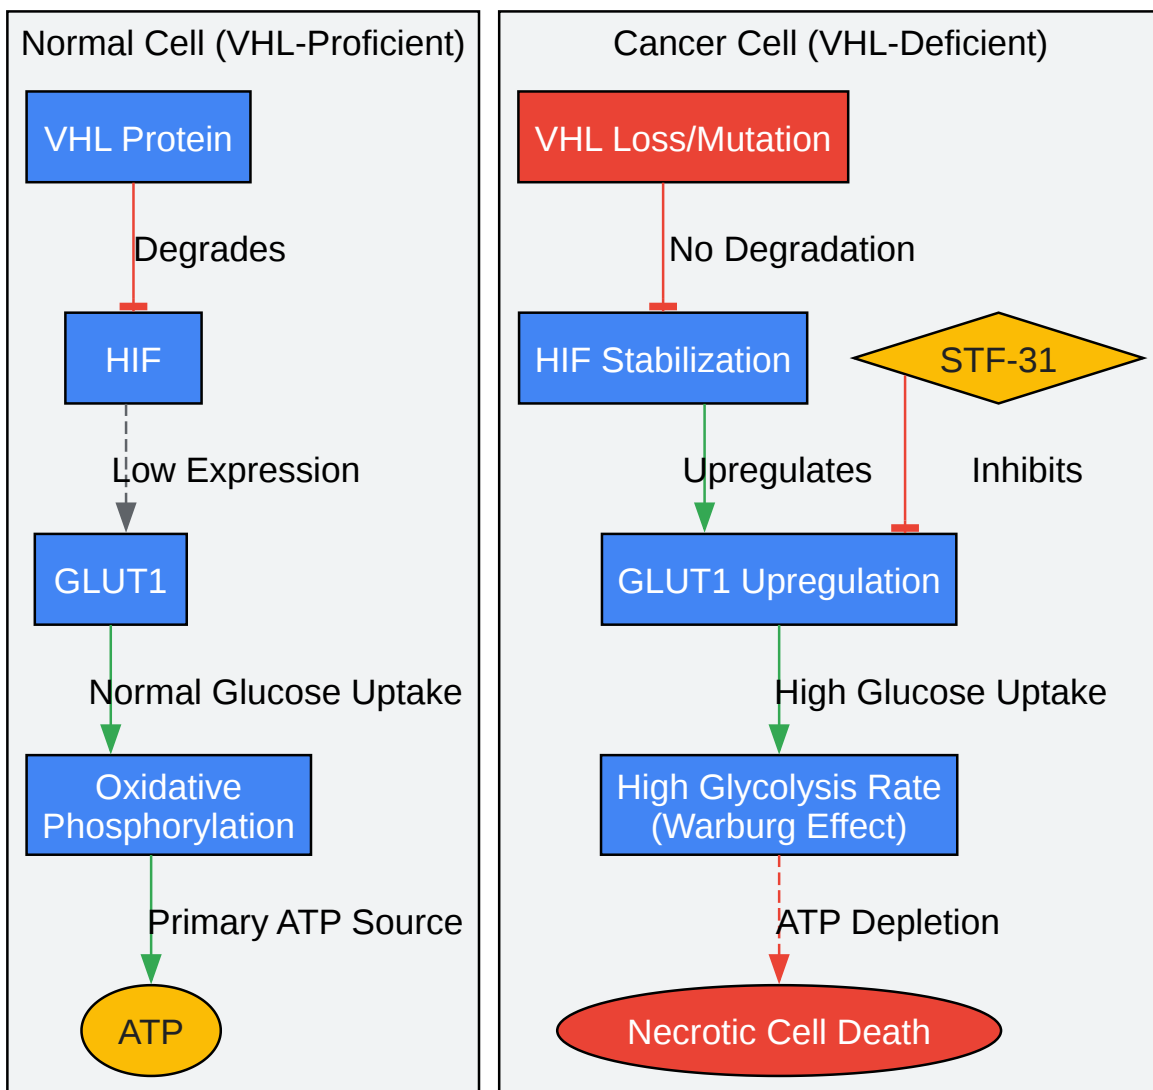 Normal Cell (VHL-Proficient)
VHL Protein
Degrades
HIF
Low Expression
GLUT1
Normal Glucose Uptake
Oxidative
Phosphorylation
Primary ATP Source
ATP
Cancer Cell (VHL-Deficient)
VHL Loss/Mutation
No Degradation
HIF Stabilization
STF-31
Upregulates
Inhibits
GLUT1 Upregulation
High Glucose Uptake
High Glycolysis Rate
(Warburg Effect)
ATP Depletion
Necrotic Cell Death